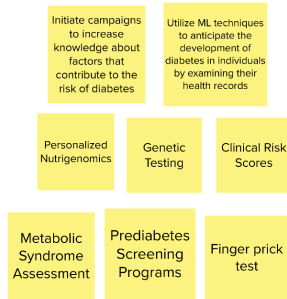 Initiate campaigns
to increase
knowledge about
factors that
contribute to the
risk of diabetes
Utilize ML techniques
to anticipate the
development of
diabetes in individuals
by examining their
health records
Personalized
Nutrigenomics
Genetic
Testing
Clinical Risk
Scores
Metabolic
Syndrome
Assessment
Prediabetes
Screening
Programs
Finger prick
test